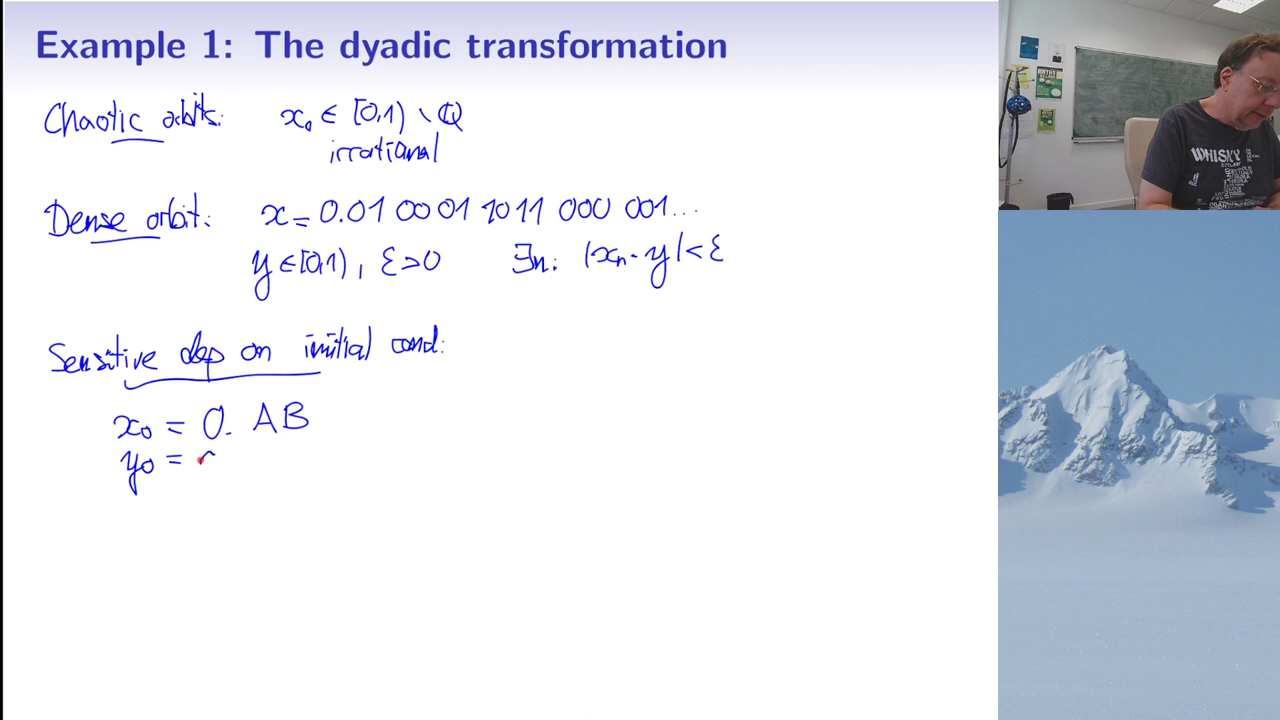 Example 1: The dyadic transformation
Chaotic orbits: x₀ ∈ [0,1) \ ℚ
irrational
Dense orbit: x = 0.01 00 01 10 11 000 001...
y ∈ [0,1), ε > 0 ∃n: |xₙ - y| < ε
Sensitive dep on initial cond:
x₀ = 0. AB
y₀ =
WHISKY